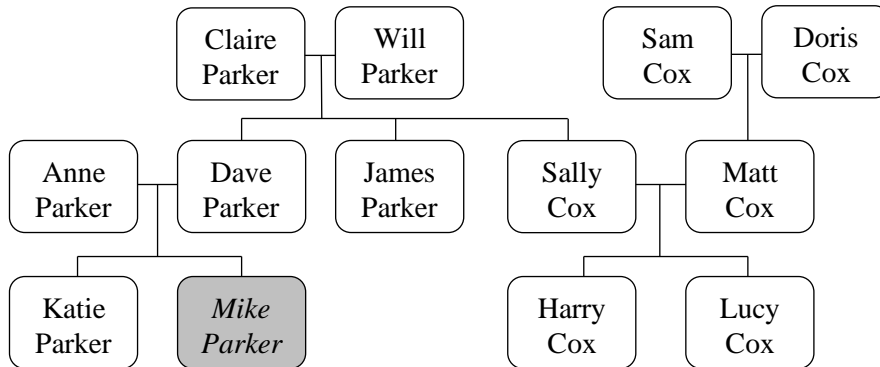 Claire
Parker
Will
Parker
Sam
Cox
Doris
Cox
Anne
Parker
Dave
Parker
James
Parker
Sally
Cox
Matt
Cox
Katie
Parker
Mike
Parker
Harry
Cox
Lucy
Cox